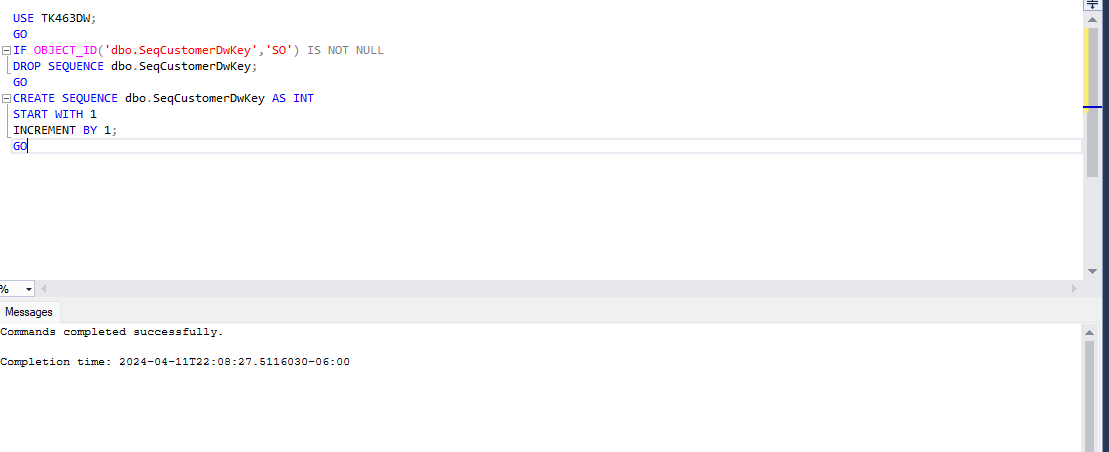 USE TK463DW;
GO
IF OBJECT_ID('dbo.SeqCustomerDwKey','SO') IS NOT NULL
DROP SEQUENCE dbo.SeqCustomerDwKey;
GO
CREATE SEQUENCE dbo.SeqCustomerDwKey AS INT
START WITH 1
INCREMENT BY 1;
GO
%
Messages
Commands completed successfully.
Completion time: 2024-04-11T22:08:27.5116030-06:00